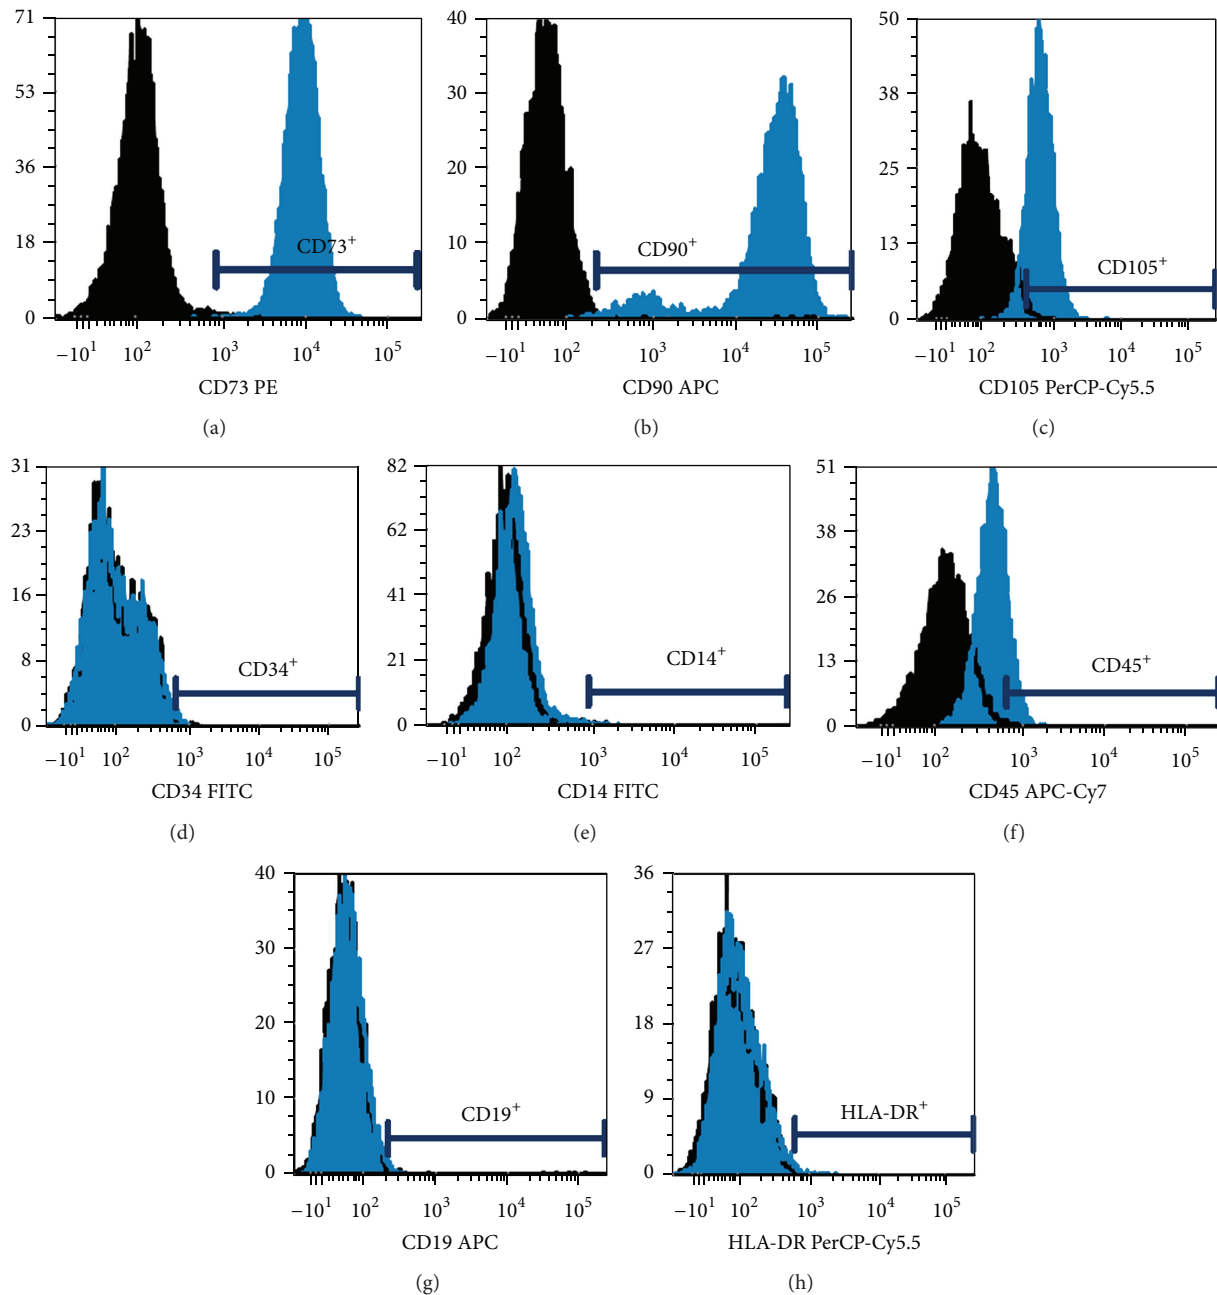 71
53
36
18
0
CD73⁺
−10¹ 10² 10³ 10⁴ 10⁵
CD73 PE
(a)
40
30
20
10
0
CD90⁺
−10¹ 10² 10³ 10⁴ 10⁵
CD90 APC
(b)
50
38
25
13
0
CD105⁺
−10¹ 10² 10³ 10⁴ 10⁵
CD105 PerCP-Cy5.5
(c)
31
23
16
8
0
CD34⁺
−10¹ 10² 10³ 10⁴ 10⁵
CD34 FITC
(d)
82
62
41
21
0
CD14⁺
−10¹ 10² 10³ 10⁴ 10⁵
CD14 FITC
(e)
51
38
26
13
0
CD45⁺
−10¹ 10² 10³ 10⁴ 10⁵
CD45 APC-Cy7
(f)
40
30
20
10
0
CD19⁺
−10¹ 10² 10³ 10⁴ 10⁵
CD19 APC
(g)
36
27
18
9
0
HLA-DR⁺
−10¹ 10² 10³ 10⁴ 10⁵
HLA-DR PerCP-Cy5.5
(h)